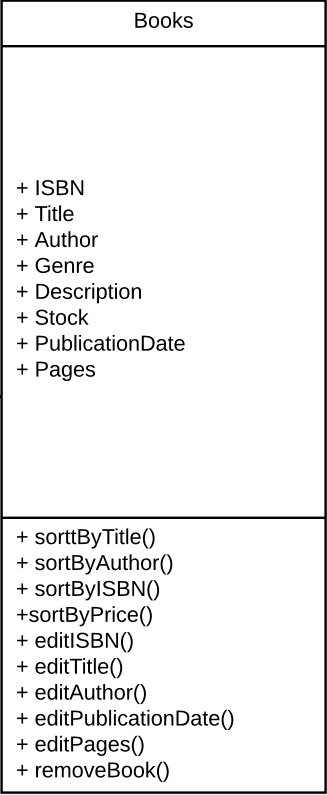 Books
+ ISBN
+ Title
+ Author
+ Genre
+ Description
+ Stock
+ PublicationDate
+ Pages
+ sorttByTitle()
+ sortByAuthor()
+ sortByISBN()
+sortByPrice()
+ editISBN()
+ editTitle()
+ editAuthor()
+ editPublicationDate()
+ editPages()
+ removeBook()